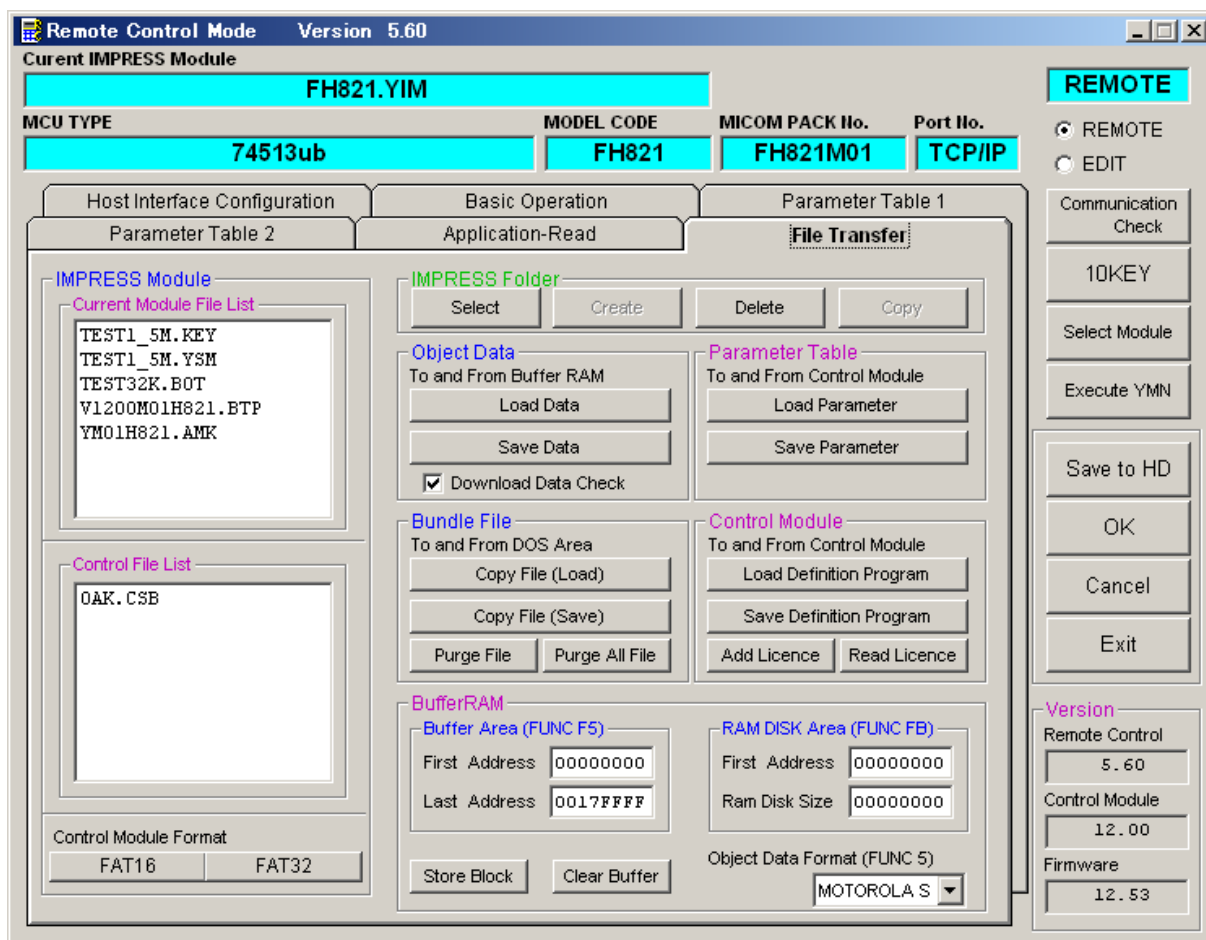 Remote Control Mode Version 5.60
Curent IMPRESS Module
FH821.YIM
REMOTE
MCU TYPE
MODEL CODE
MICOM PACK No.
Port No.
74513ub
FH821
FH821M01
TCP/IP
REMOTE
EDIT
Host Interface Configuration
Basic Operation
Parameter Table 1
Parameter Table 2
Application-Read
File Transfer
IMPRESS Module
Current Module File List
TEST1_5M.KEY
TEST1_5M.YSM
TEST32K.BOT
V1200M01H821.BTP
YM01H821.AMK
Control File List
OAK.CSB
Control Module Format
FAT16
FAT32
IMPRESS Folder
Select
Create
Delete
Copy
Object Data
To and From Buffer RAM
Load Data
Save Data
Download Data Check
Parameter Table
To and From Control Module
Load Parameter
Save Parameter
Bundle File
To and From DOS Area
Copy File (Load)
Copy File (Save)
Purge File
Purge All File
Control Module
To and From Control Module
Load Definition Program
Save Definition Program
Add Licence
Read Licence
BufferRAM
Buffer Area (FUNC F5)
First Address
00000000
Last Address
0017FFFF
RAM DISK Area (FUNC FB)
First Address
00000000
Ram Disk Size
00000000
Store Block
Clear Buffer
Object Data Format (FUNC 5)
MOTOROLA S
Communication
Check
10KEY
Select Module
Execute YMN
Save to HD
OK
Cancel
Exit
Version
Remote Control
5.60
Control Module
12.00
Firmware
12.53